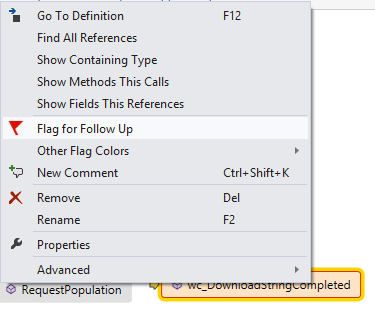 Go To Definition F12
Find All References
Show Containing Type
Show Methods This Calls
Show Fields This References
Flag for Follow Up
Other Flag Colors
New Comment Ctrl+Shift+K
Remove Del
Rename F2
Properties
Advanced
RequestPopulation wc_DownloadStringCompleted